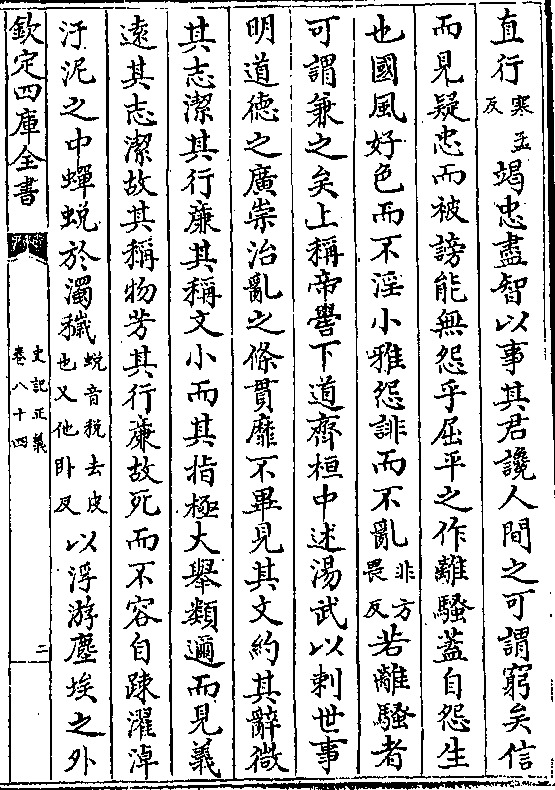 直行寒孟反竭忠盡智以事其君讒人間之可謂窮矣信
而見疑忠而被謗能無怨乎屈平之作離騷蓋自怨生
也國風好色而不淫小雅怨誹而不亂誹方畏反若離騷者
可謂兼之矣上稱帝嚳下道齊桓中述湯武以刺世事
明道徳之廣崇治亂之條貫靡不畢見其文約其辭㣲
其志潔其行㢘其稱文小而其指極大舉類邇而見義
遠其志潔故其稱物芳其行㢘故死而不容自踈濯淖
汙泥之中蟬蜕於濁穢蜕音税去皮也又他卧反以浮游塵埃之外
欽定四庫全書
史記正義
卷八十四
二